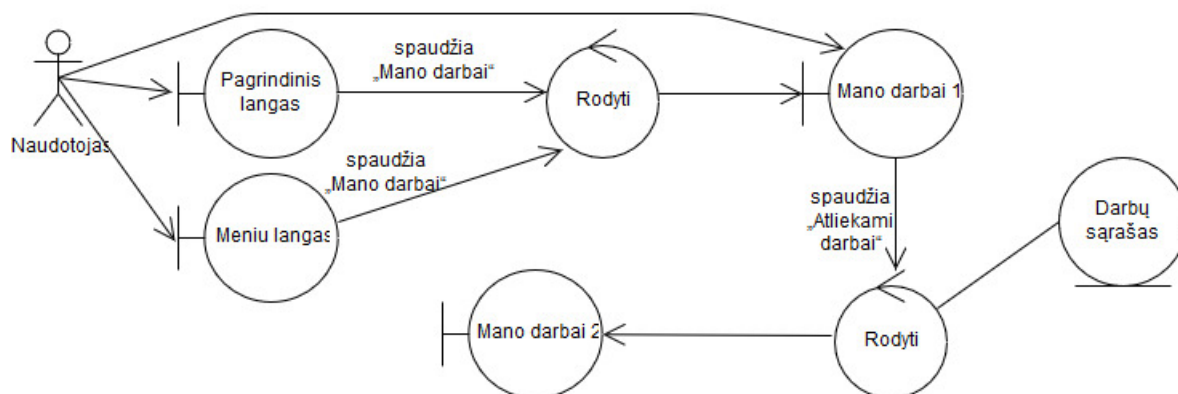 spaudžia
„Mano darbai“
Pagrindinis
langas
Rodyti
Mano darbai 1
Naudotojas
spaudžia
„Mano darbai“
Meniu langas
spaudžia
„Atliekami
darbai“
Darbų
sąrašas
Mano darbai 2
Rodyti